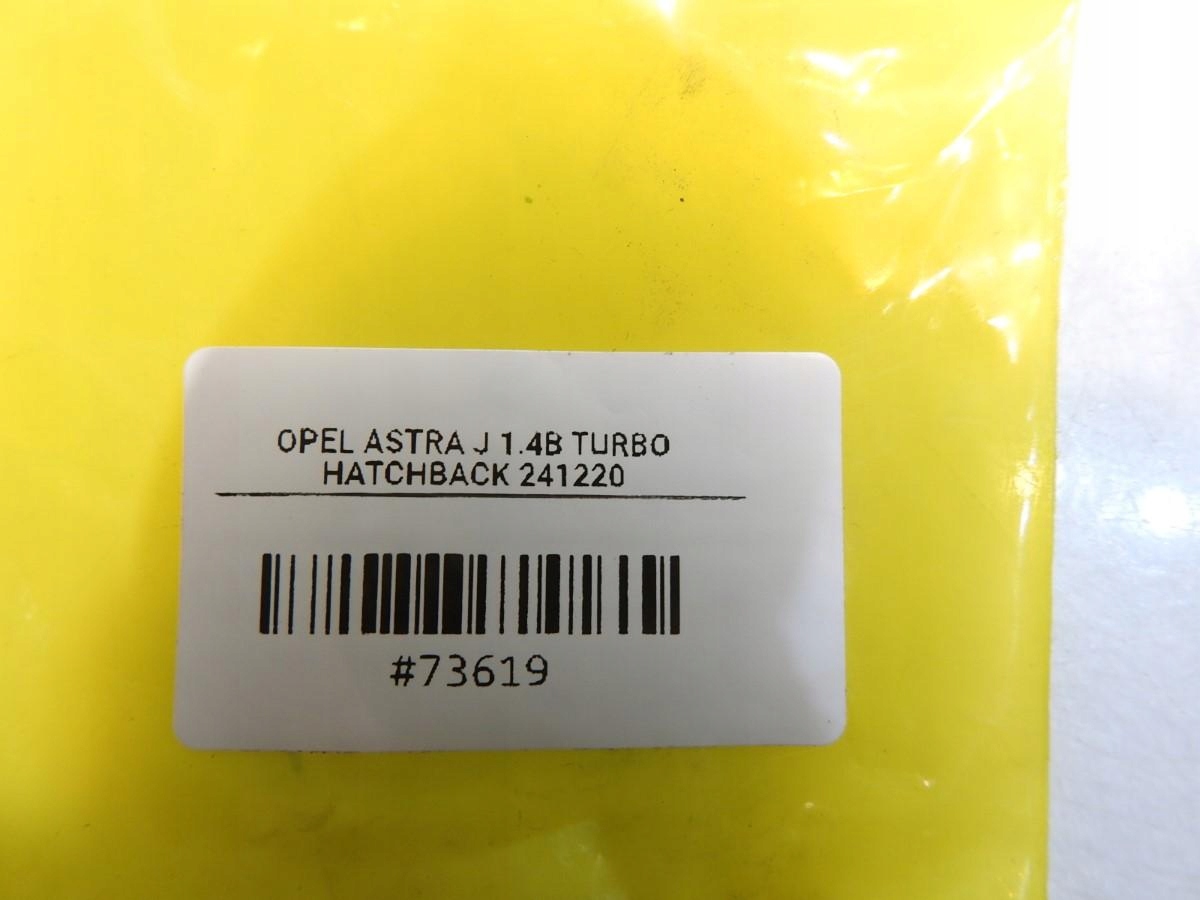 OPEL ASTRA J 1.4B TURBO
HATCHBACK 241220
#73619